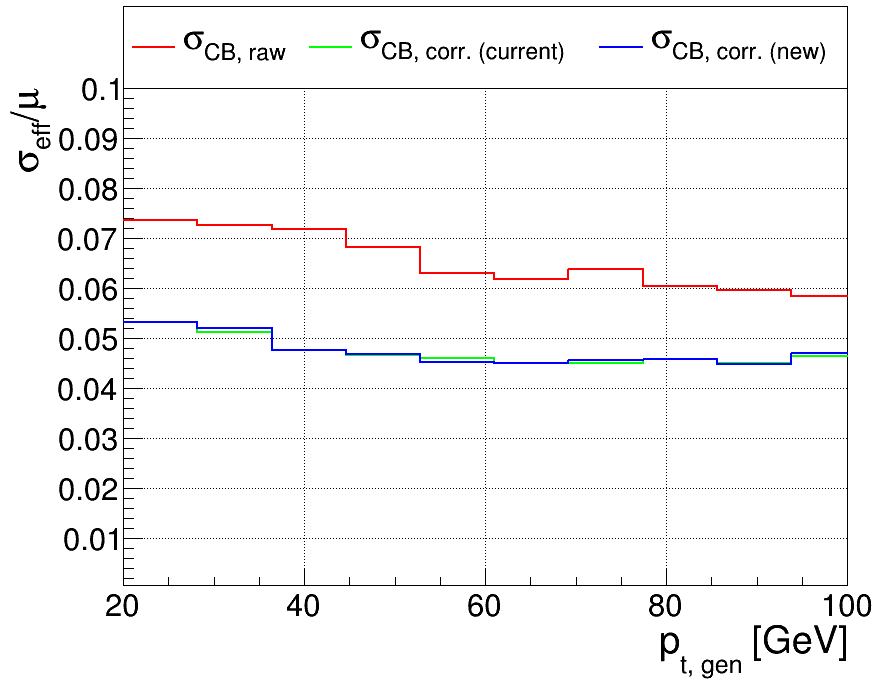 σCB, raw σCB, corr. (current) σCB, corr. (new)
σeff/μ
0.1
0.09
0.08
0.07
0.06
0.05
0.04
0.03
0.02
0.01
20 40 60 80 100
pt, gen [GeV]